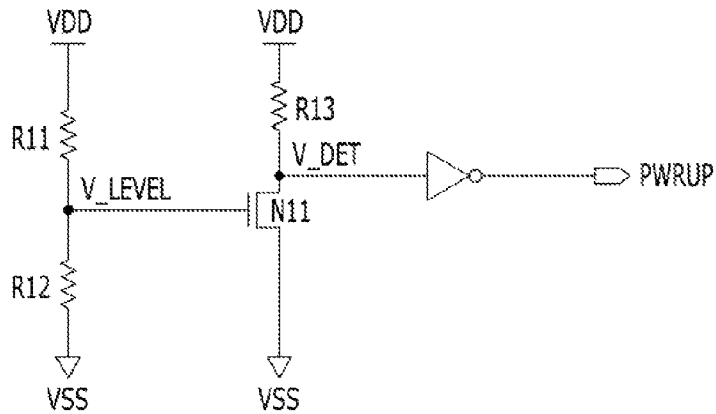 VDD
VDD
R11
R13
V_DET
V_LEVEL
N11
PWRUP
R12
VSS
VSS